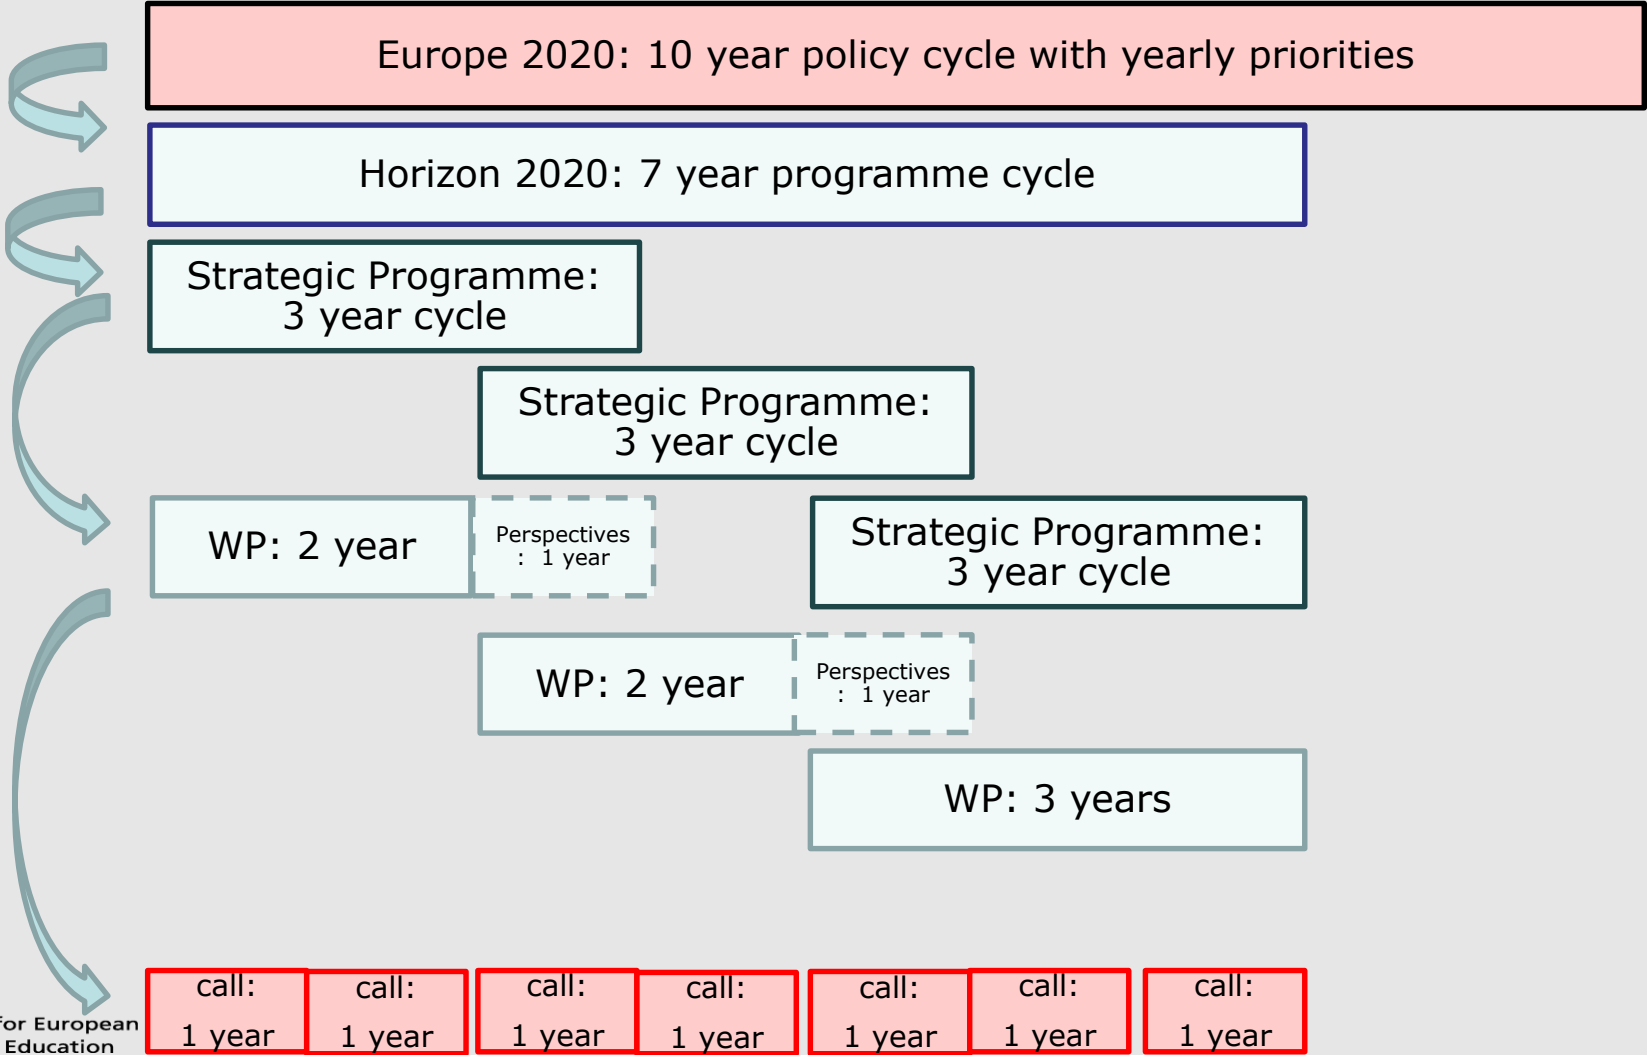 Europe 2020: 10 year policy cycle with yearly priorities
Horizon 2020: 7 year programme cycle
Strategic Programme:
3 year cycle
Strategic Programme:
3 year cycle
WP: 2 year
Perspectives
: 1 year
Strategic Programme:
3 year cycle
WP: 2 year
Perspectives
: 1 year
WP: 3 years
call:
1 year
call:
1 year
call:
1 year
call:
1 year
call:
1 year
call:
1 year
call:
1 year
for European
Education